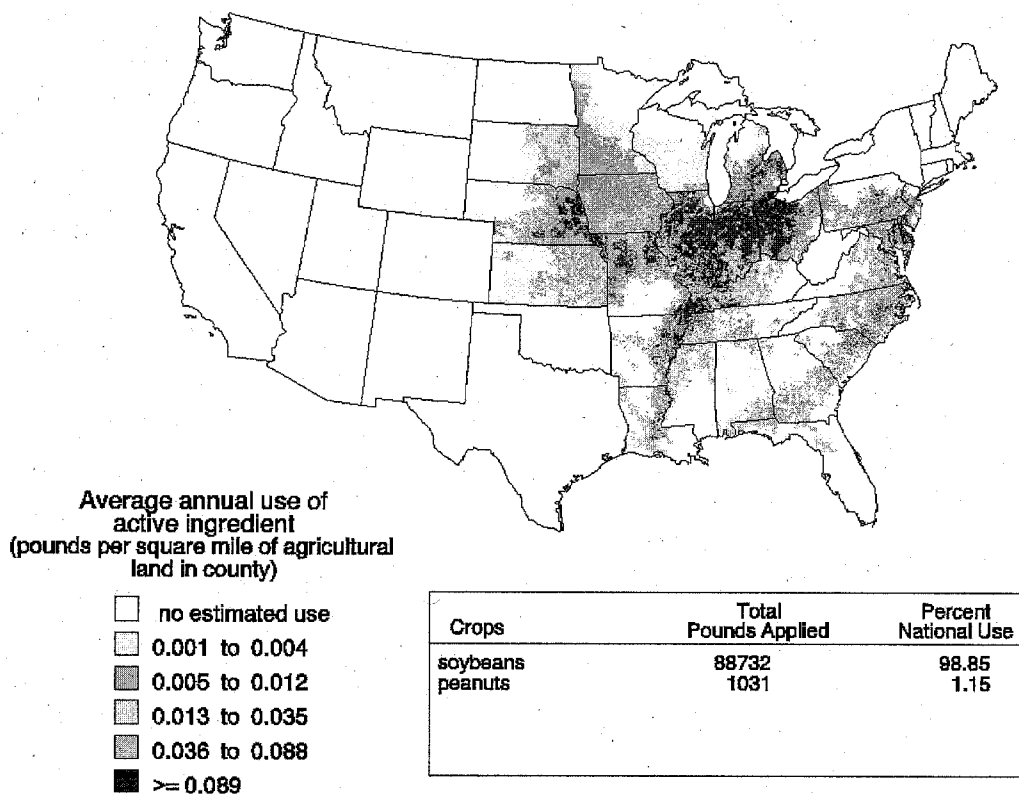 Average annual use of
active ingredient
(pounds per square mile of agricultural
land in county)
no estimated use
0.001 to 0.004
0.005 to 0.012
0.013 to 0.035
0.036 to 0.088
>= 0.089
Crops Total Pounds Applied Percent National Use
soybeans 88732 98.85
peanuts 1031 1.15